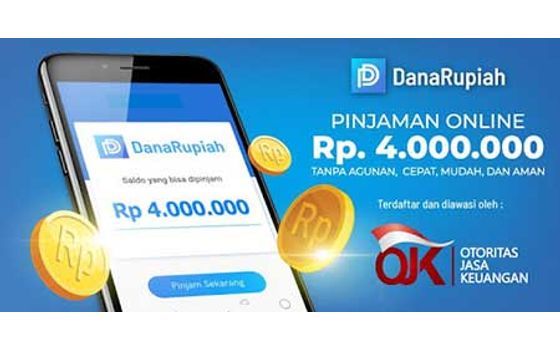 DanaRupiah
Saldo yang bisa dipinjam
Rp 4.000.000
Pinjam Sekarang
Rp
Rp
Rp
DanaRupiah
PINJAMAN ONLINE
Rp. 4.000.000
TANPA AGUNAN, CEPAT, MUDAH, DAN AMAN
Terdaftar dan diawasi oleh :
OJK
OTORITAS
JASA
KEUANGAN